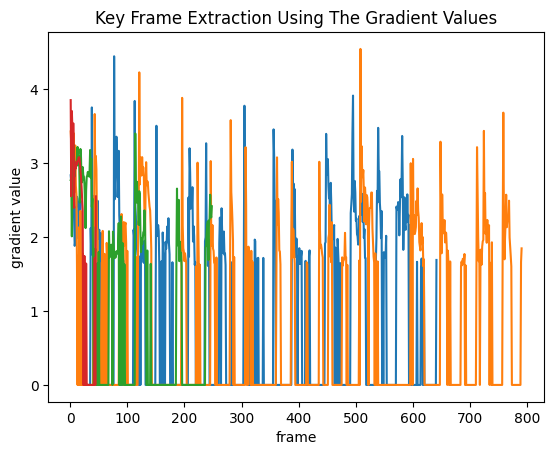 Key Frame Extraction Using The Gradient Values
gradient value
4
3
2
1
0
0 100 200 300 400 500 600 700 800
frame